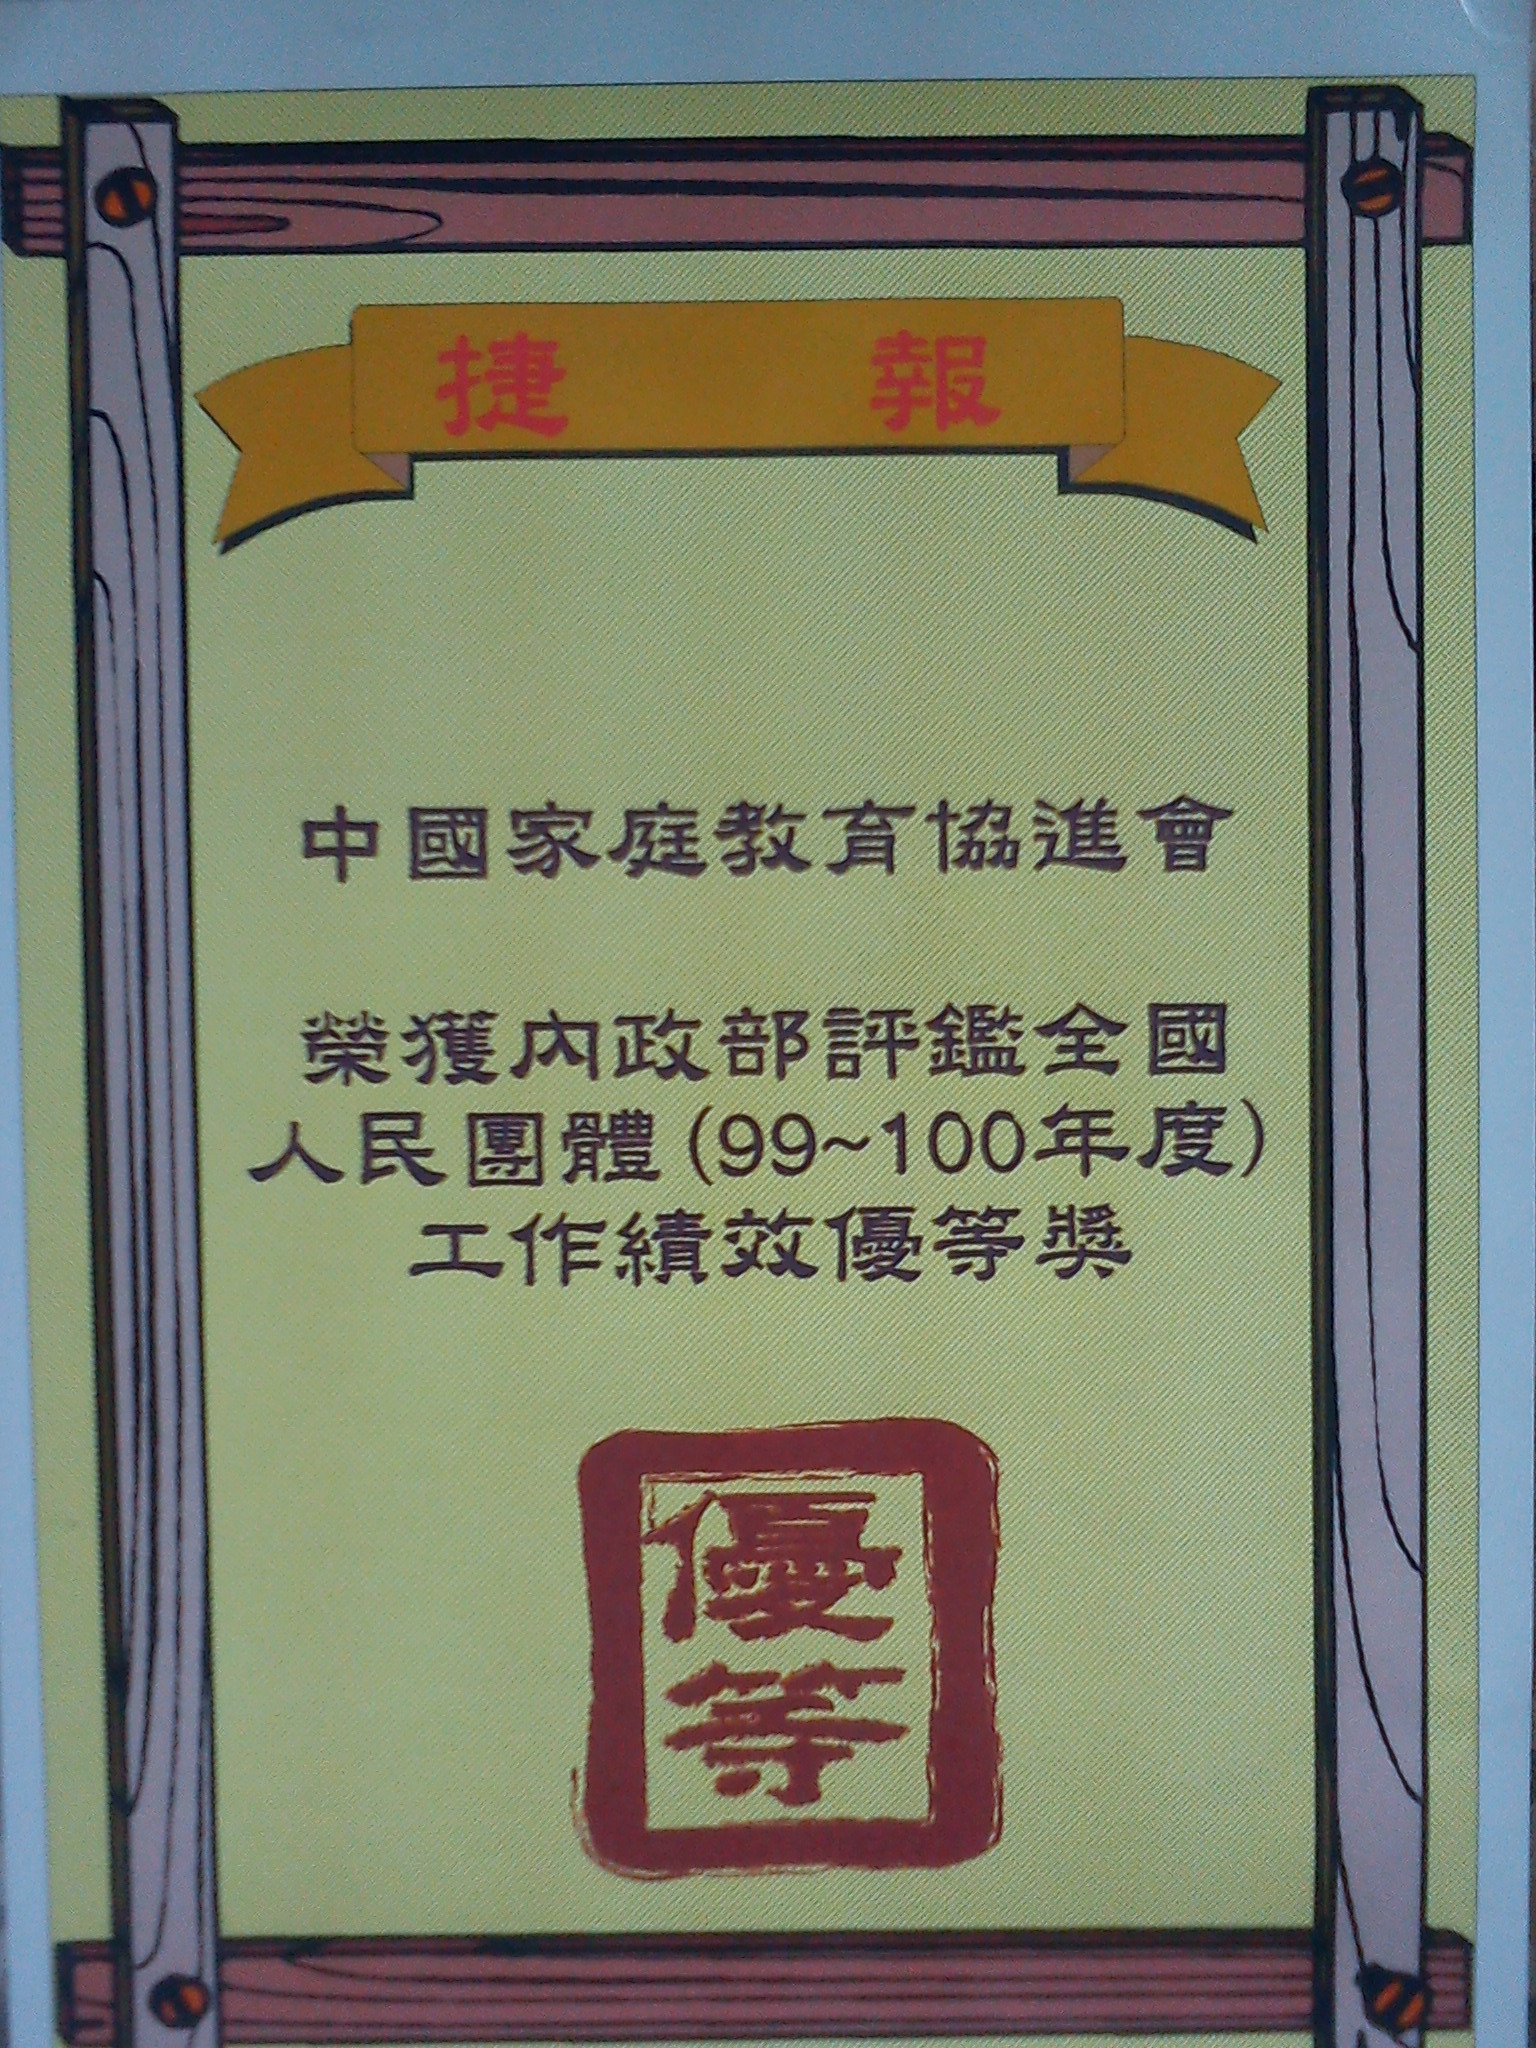 捷報
中國家庭教育協進會
榮獲內政部評鑑全國
人民團體(99~100年度)
工作績效優等獎
優等